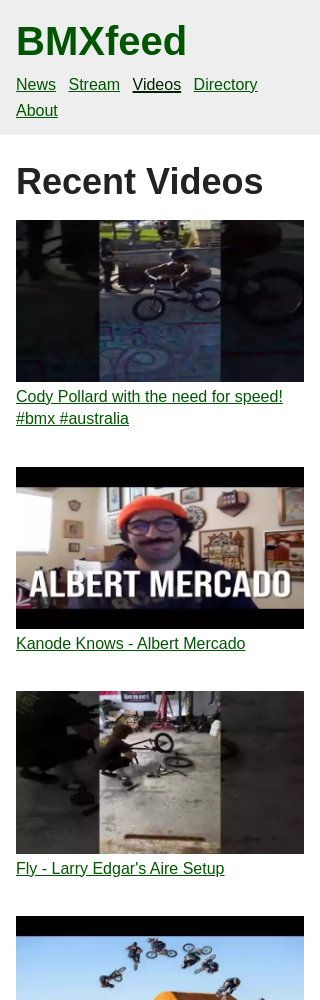 BMXfeed
News Stream Videos Directory
About
Recent Videos
Cody Pollard with the need for speed!
#bmx #australia
ALBERT MERCADO
Kanode Knows - Albert Mercado
Fly - Larry Edgar's Aire Setup